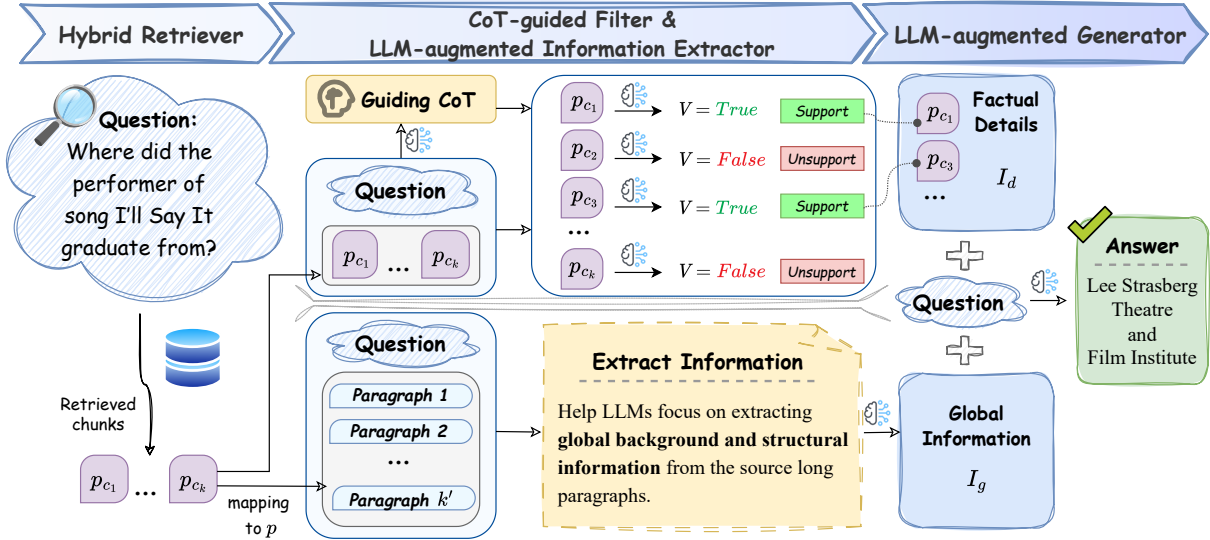 Hybrid Retriever
CoT-guided Filter &
LLM-augmented Information Extractor
LLM-augmented Generator
Question:
Where did the
performer of
song I'll Say It
graduate from?
Retrieved
chunks
p_{c_1}
...
p_{c_k}
mapping
to p
Guiding CoT
Question
p_{c_1}
...
p_{c_k}
p_{c_1}
V = True
Support
p_{c_2}
V = False
Unsupport
p_{c_3}
V = True
Support
...
p_{c_k}
V = False
Unsupport
Question
Paragraph 1
Paragraph 2
...
Paragraph k′
Extract Information
Help LLMs focus on extracting
global background and structural
information from the source long
paragraphs.
p_{c_1}
p_{c_3}
...
Factual
Details
I_d
Question
Global
Information
I_g
Answer
Lee Strasberg
Theatre
and
Film Institute